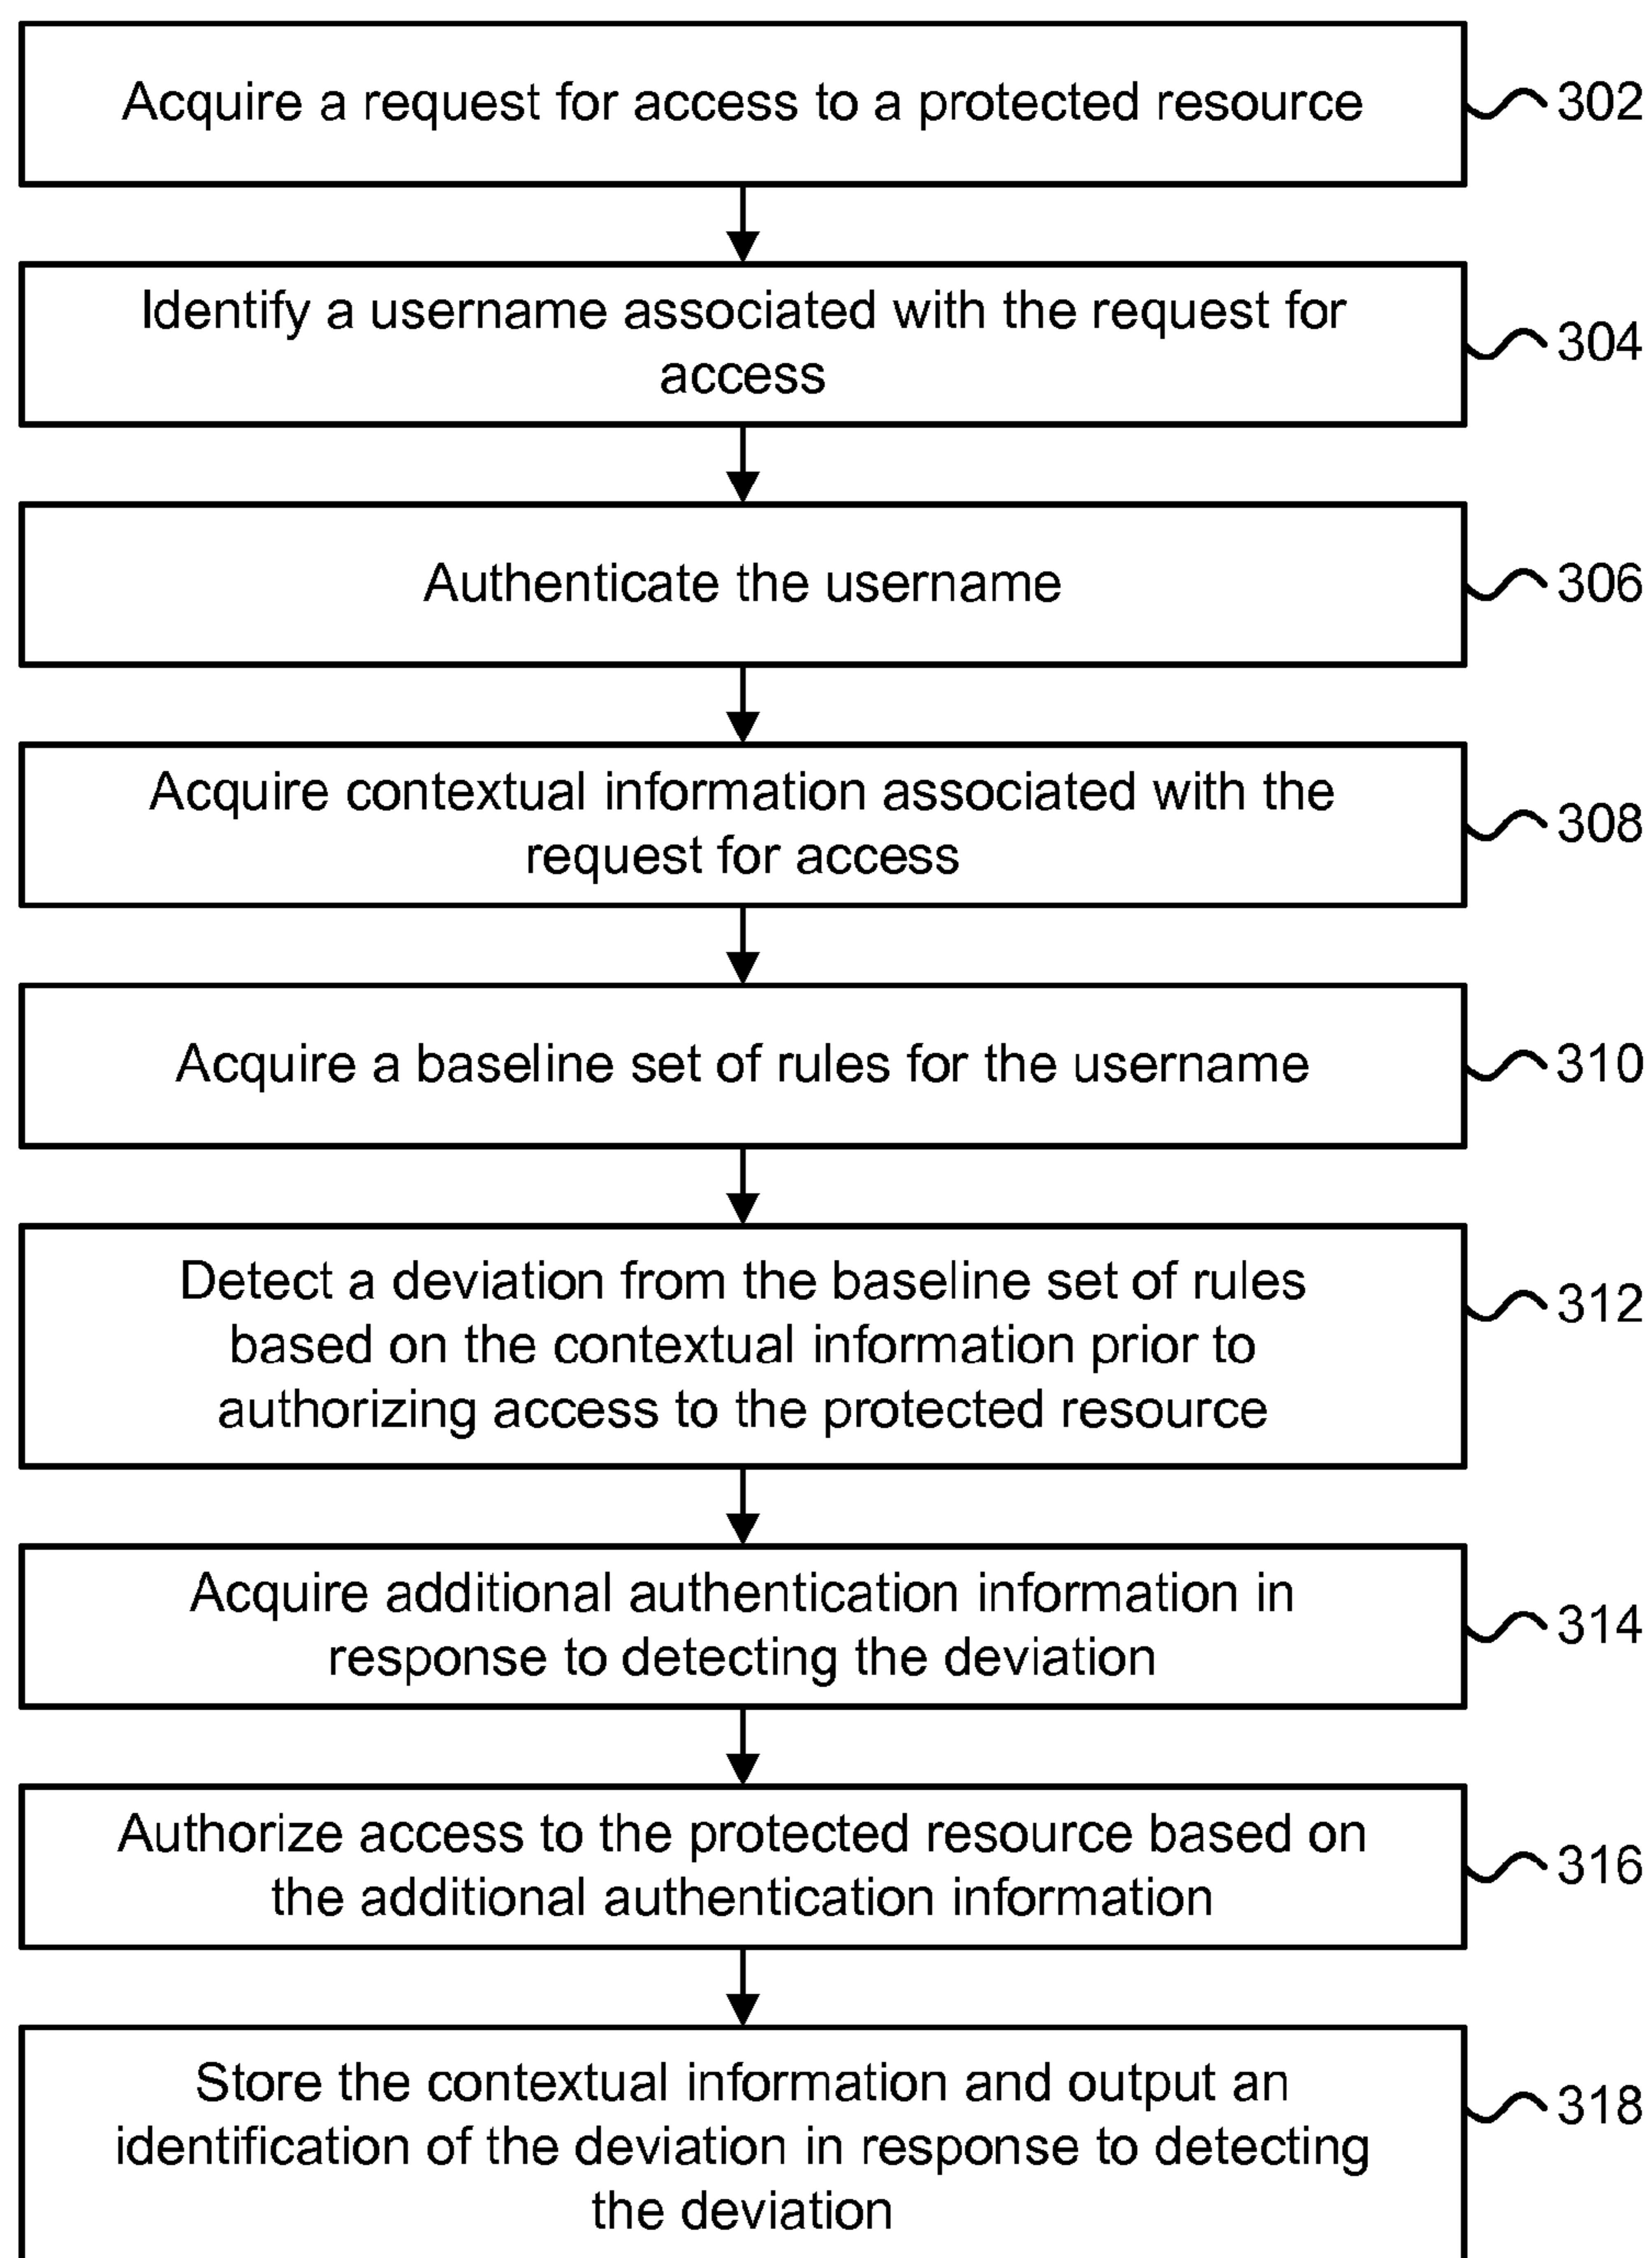 Acquire a request for access to a protected resource
302
Identify a username associated with the request for
access
304
Authenticate the username
306
Acquire contextual information associated with the
request for access
308
Acquire a baseline set of rules for the username
310
Detect a deviation from the baseline set of rules
based on the contextual information prior to
authorizing access to the protected resource
312
Acquire additional authentication information in
response to detecting the deviation
314
Authorize access to the protected resource based on
the additional authentication information
316
Store the contextual information and output an
identification of the deviation in response to detecting
the deviation
318